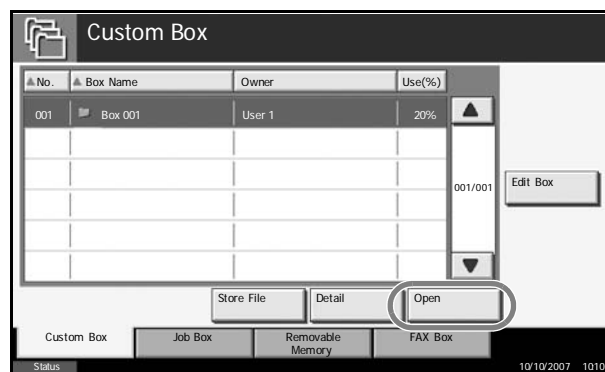 Custom Box
No. Box Name Owner Use(%)
001 Box 001 User 1 20%
001/001
Edit Box
Store File Detail Open
Custom Box Job Box Removable Memory FAX Box
Status 10/10/2007 1010